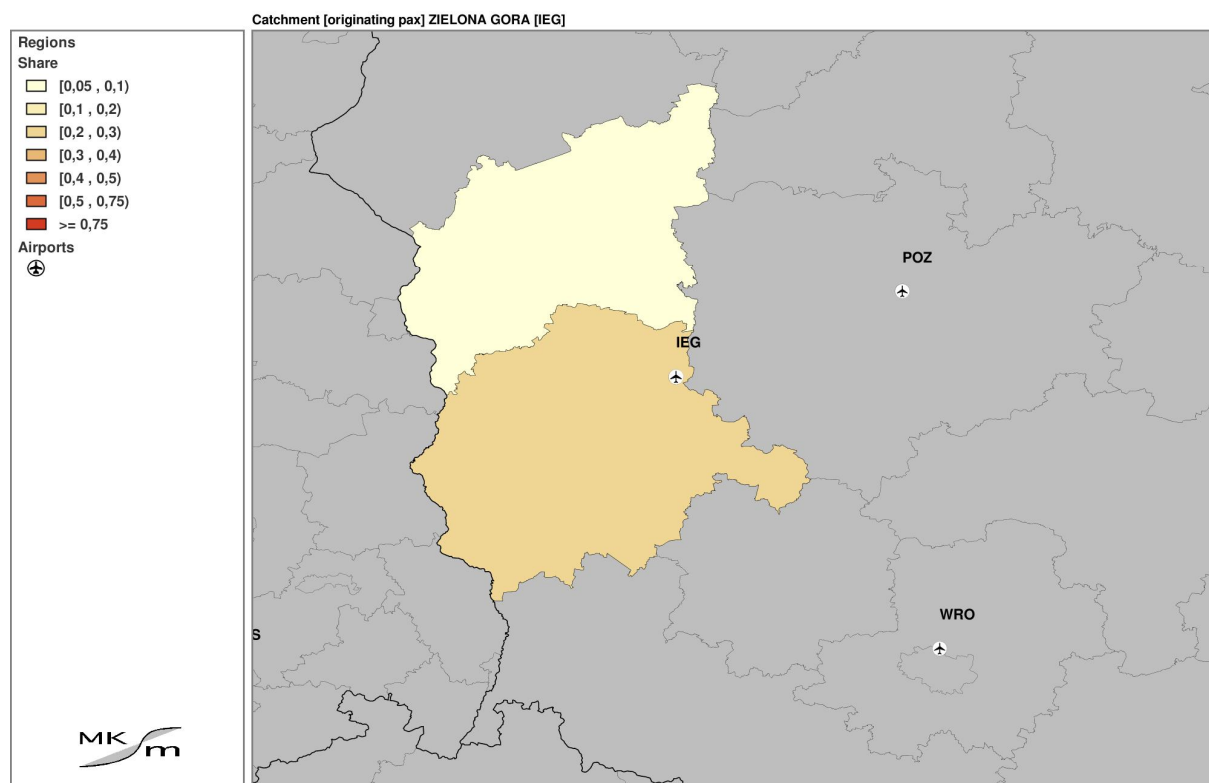 Catchment [originating pax] ZIELONA GORA [IEG]
Regions
Share
[0,05 , 0,1)
[0,1 , 0,2)
[0,2 , 0,3)
[0,3 , 0,4)
[0,4 , 0,5)
[0,5 , 0,75)
>= 0,75
Airports
POZ
IEG
WRO
S
MK
m